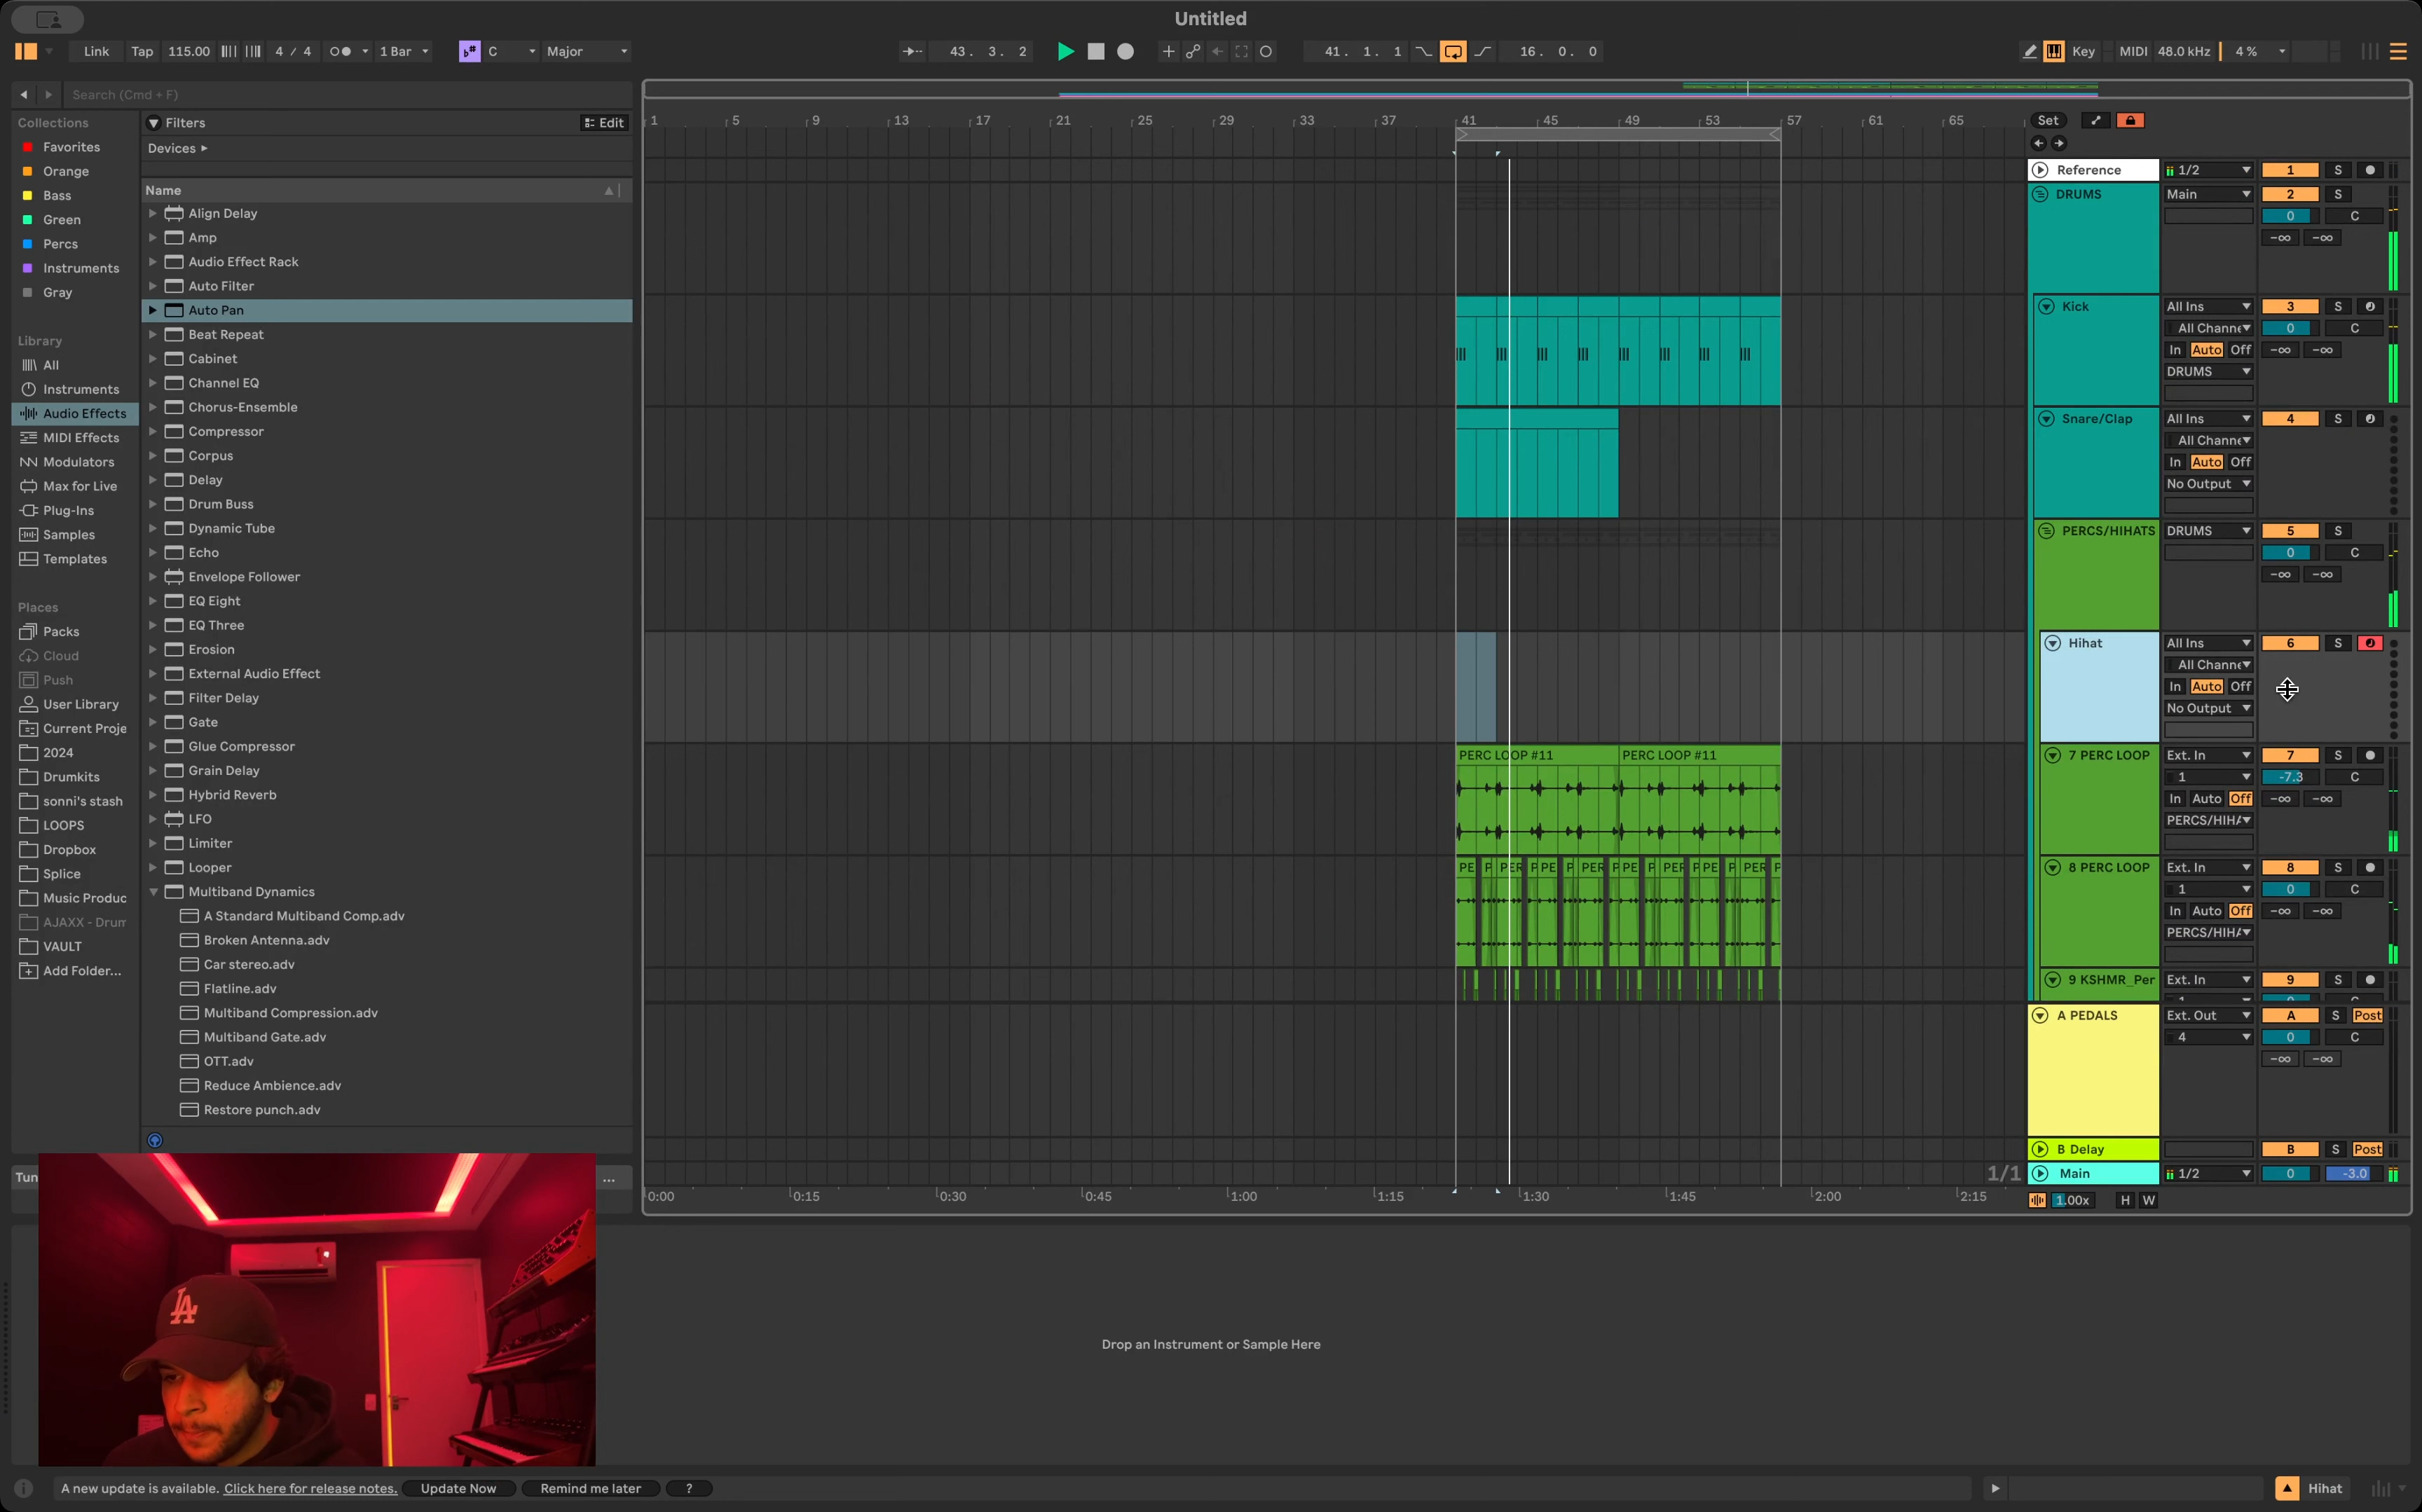 Untitled
Link Tap 115.00 4 / 4 1 Bar C Major 43. 3. 2 41. 1. 1 16. 0. 0 Key MIDI 48.0 kHz 4 %
Search (Cmd + F)
Collections
Favorites
Orange
Bass
Green
Percs
Instruments
Gray
Library
All
Instruments
Audio Effects
MIDI Effects
Modulators
Max for Live
Plug-Ins
Samples
Templates
Places
Packs
Cloud
Push
User Library
Current Proje
2024
Drumkits
sonni's stash
LOOPS
Dropbox
Splice
Music Produc
AJAXX - Drum
VAULT
Add Folder...
Filters Edit
Devices
Name
Align Delay
Amp
Audio Effect Rack
Auto Filter
Auto Pan
Beat Repeat
Cabinet
Channel EQ
Chorus-Ensemble
Compressor
Corpus
Delay
Drum Buss
Dynamic Tube
Echo
Envelope Follower
EQ Eight
EQ Three
Erosion
External Audio Effect
Filter Delay
Gate
Glue Compressor
Grain Delay
Hybrid Reverb
LFO
Limiter
Looper
Multiband Dynamics
A Standard Multiband Comp.adv
Broken Antenna.adv
Car stereo.adv
Flatline.adv
Multiband Compression.adv
Multiband Gate.adv
OTT.adv
Reduce Ambience.adv
Restore punch.adv
Tun ...
LA
1 5 9 13 17 21 25 29 33 37 41 45 49 53 57 61 65
PERC LOOP #11 PERC LOOP #11
PE P PER P PE P PER P PE P PER P PE P PER P
1/1
0:00 0:15 0:30 0:45 1:00 1:15 1:30 1:45 2:00 2:15
Set
Reference 1/2 1 S
DRUMS Main 2 S
0 C
-∞ -∞
Kick All Ins 3 S
All Channe 0 C
In Auto Off -∞ -∞
DRUMS
Snare/Clap All Ins 4 S
All Channe
In Auto Off
No Output
PERCS/HIHATS DRUMS 5 S
0 C
-∞ -∞
Hihat All Ins 6 S
All Channe
In Auto Off
No Output
7 PERC LOOP Ext. In 7 S
1 -7.3 C
In Auto Off -∞ -∞
PERCS/HIHA
8 PERC LOOP Ext. In 8 S
1 0 C
In Auto Off -∞ -∞
PERCS/HIHA
9 KSHMR_Per Ext. In 9 S
1 0 C
A PEDALS Ext. Out A S Post
4 0 C
-∞ -∞
B Delay B S Post
Main 1/2 0 -3.0
1.00x H W
Drop an Instrument or Sample Here
A new update is available. Click here for release notes. Update Now Remind me later ?
Hihat